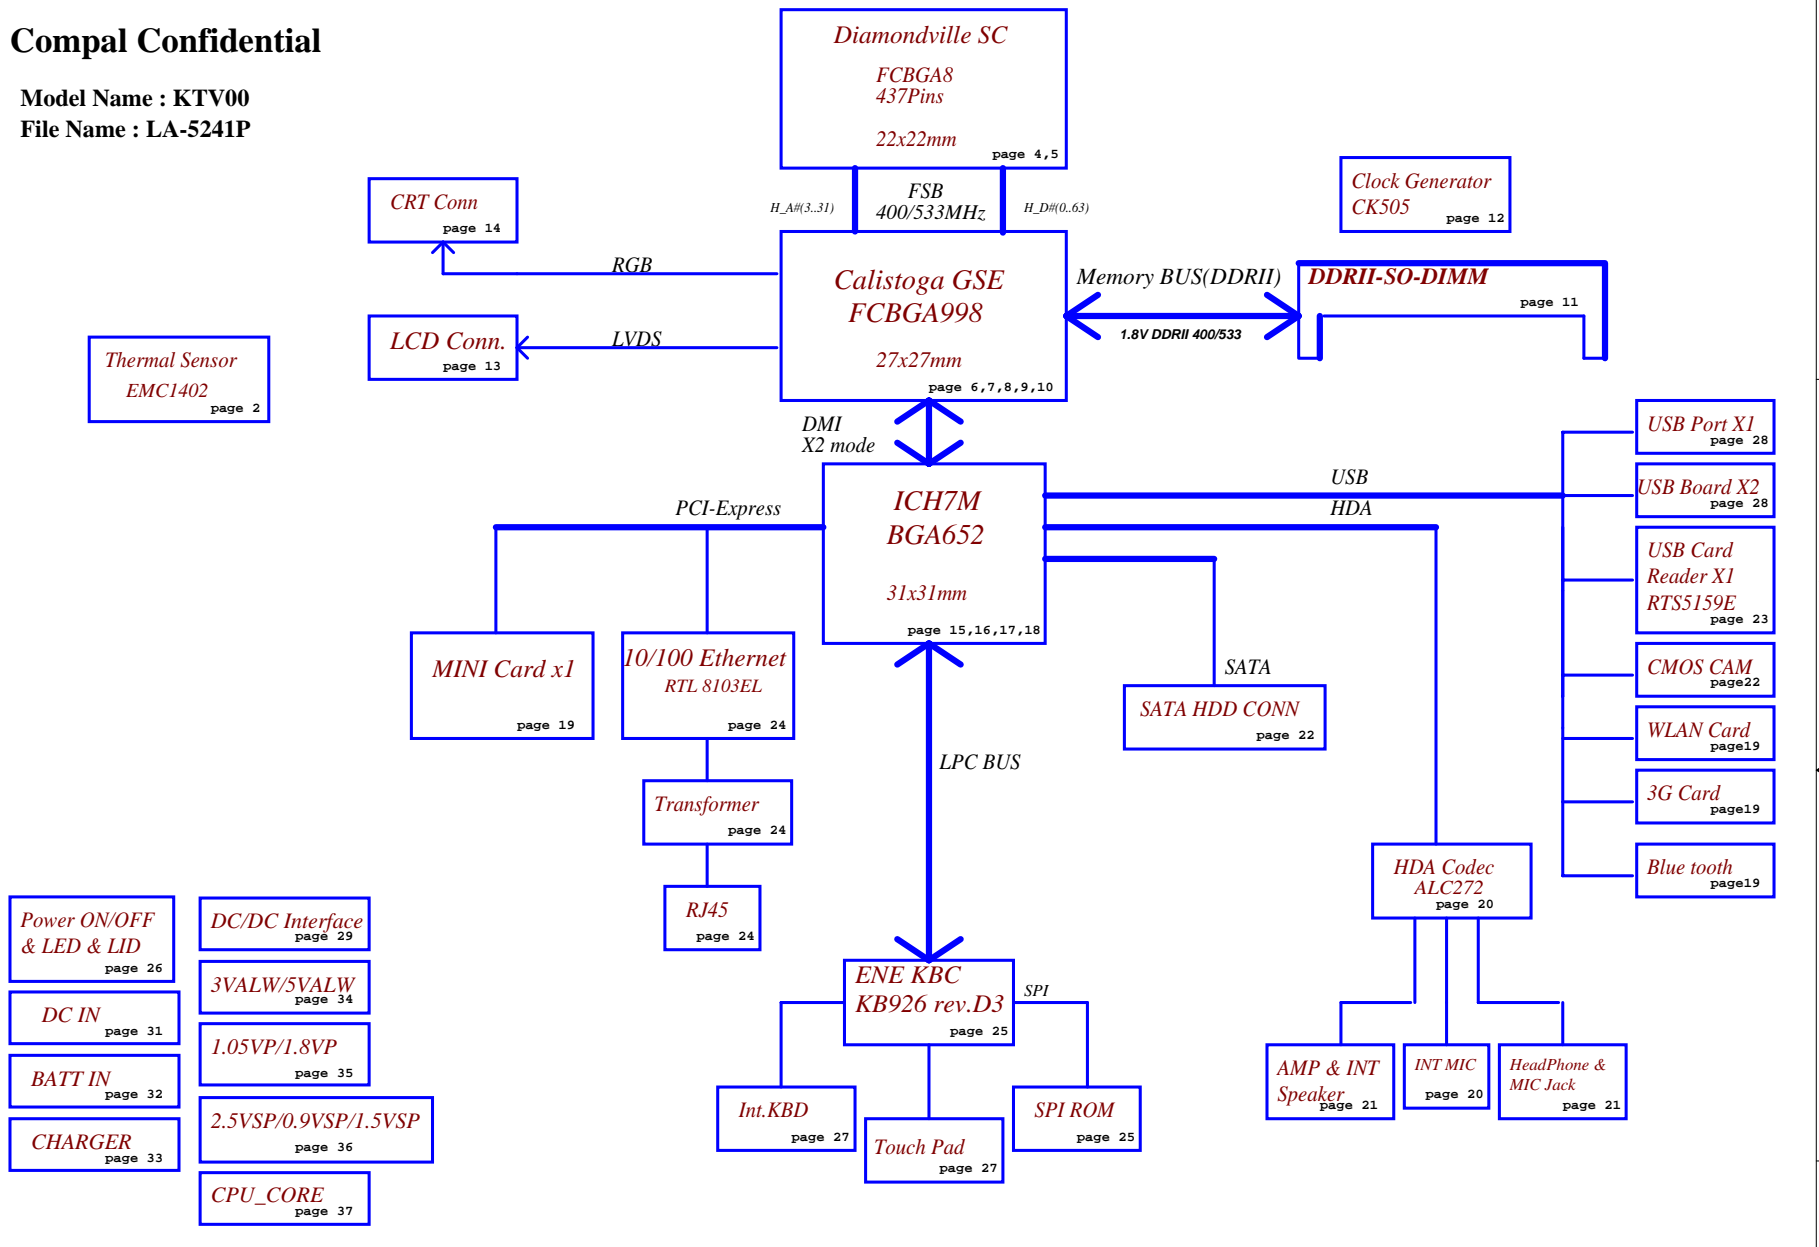 Compal Confidential
Model Name : KTV00
File Name : LA-5241P
Diamondville SC
FCBGA8
437Pins
22x22mm
page 4,5
H_A#(3..31)
FSB
400/533MHz
H_D#(0..63)
Clock Generator
CK505
page 12
CRT Conn
page 14
RGB
Calistoga GSE
FCBGA998
27x27mm
page 6,7,8,9,10
Memory BUS(DDRII)
1.8V DDRII 400/533
DDRII-SO-DIMM
page 11
LCD Conn.
page 13
LVDS
Thermal Sensor
EMC1402
page 2
DMI
X2 mode
ICH7M
BGA652
31x31mm
page 15,16,17,18
PCI-Express
USB
HDA
SATA
USB Port X1
page 28
USB Board X2
page 28
USB Card
Reader X1
RTS5159E
page 23
CMOS CAM
page22
WLAN Card
page19
3G Card
page19
Blue tooth
page19
MINI Card x1
page 19
10/100 Ethernet
RTL 8103EL
page 24
SATA HDD CONN
page 22
LPC BUS
Transformer
page 24
RJ45
page 24
HDA Codec
ALC272
page 20
ENE KBC
KB926 rev.D3
page 25
SPI
Int.KBD
page 27
Touch Pad
page 27
SPI ROM
page 25
AMP & INT
Speaker
page 21
INT MIC
page 20
HeadPhone &
MIC Jack
page 21
Power ON/OFF
& LED & LID
page 26
DC IN
page 31
BATT IN
page 32
CHARGER
page 33
DC/DC Interface
page 29
3VALW/5VALW
page 34
1.05VP/1.8VP
page 35
2.5VSP/0.9VSP/1.5VSP
page 36
CPU_CORE
page 37